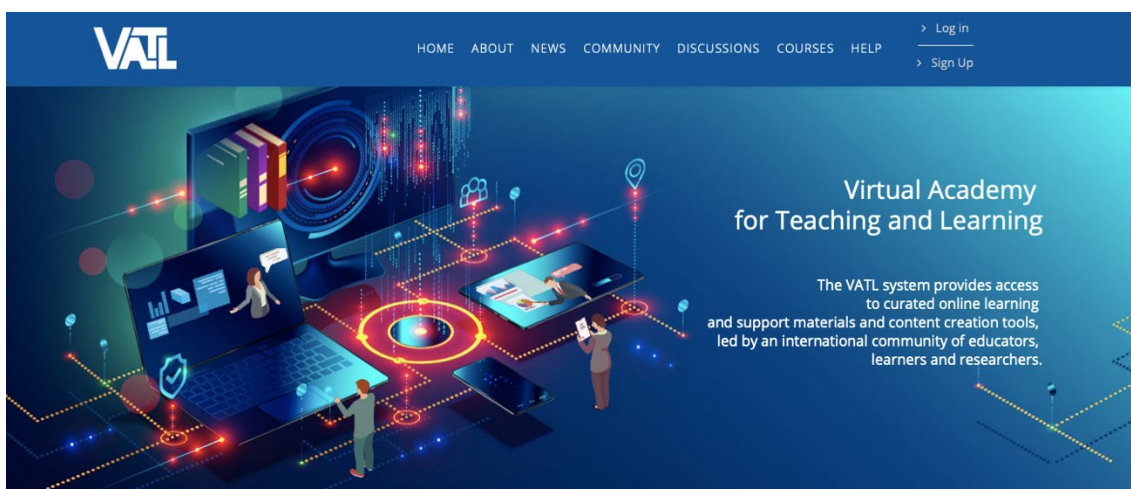 VATL
HOME ABOUT NEWS COMMUNITY DISCUSSIONS COURSES HELP
> Log in
> Sign Up
Virtual Academy
for Teaching and Learning
The VATL system provides access
to curated online learning
and support materials and content creation tools,
led by an international community of educators,
learners and researchers.